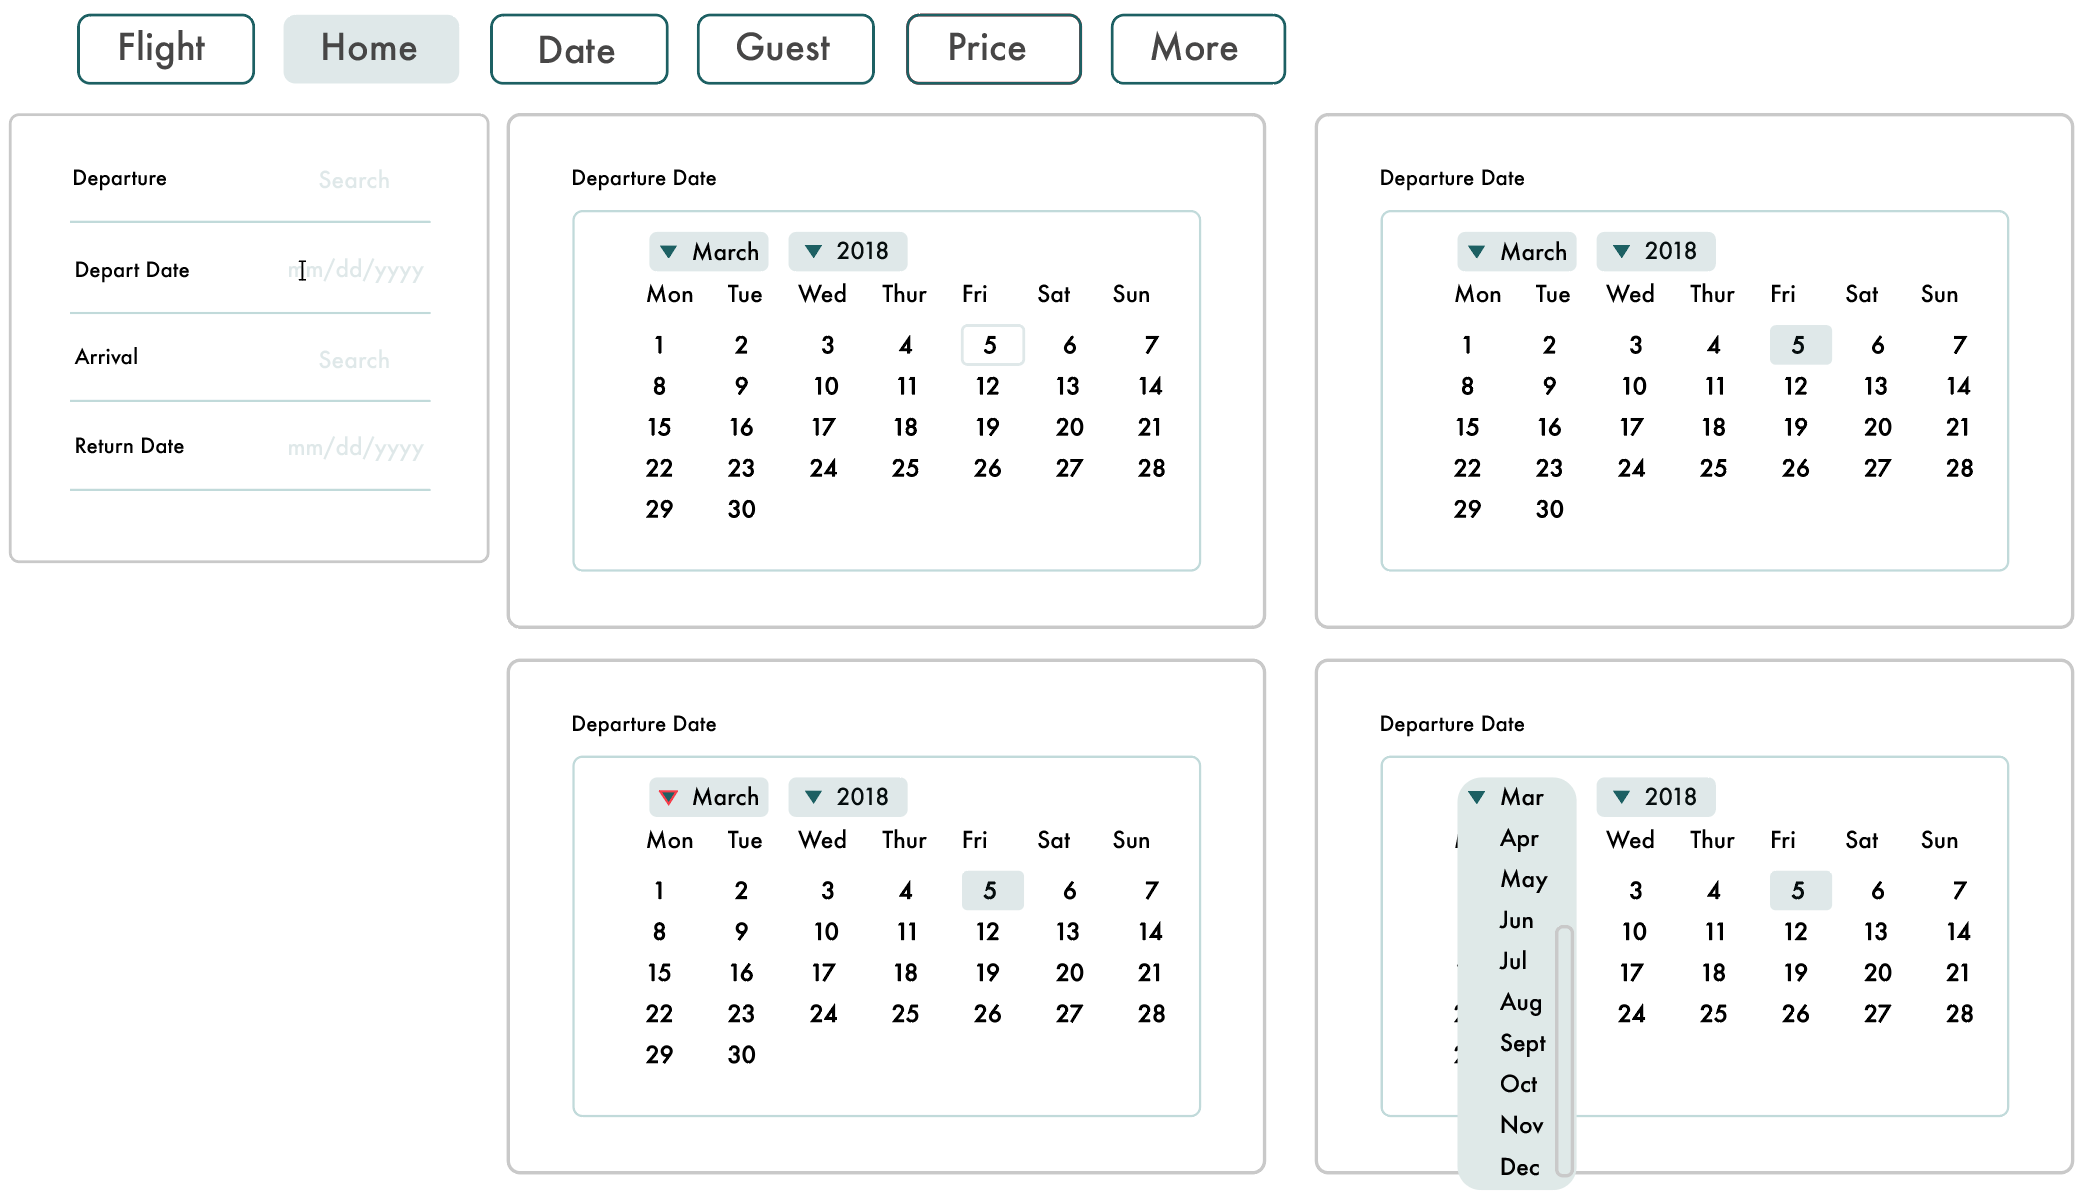 Flight Home Date Guest Price More
Departure Search
Depart Date mm/dd/yyyy
Arrival Search
Return Date mm/dd/yyyy
Departure Date
March 2018
Mon Tue Wed Thur Fri Sat Sun
1 2 3 4 5 6 7
8 9 10 11 12 13 14
15 16 17 18 19 20 21
22 23 24 25 26 27 28
29 30
Departure Date
March 2018
Mon Tue Wed Thur Fri Sat Sun
1 2 3 4 5 6 7
8 9 10 11 12 13 14
15 16 17 18 19 20 21
22 23 24 25 26 27 28
29 30
Departure Date
March 2018
Mon Tue Wed Thur Fri Sat Sun
1 2 3 4 5 6 7
8 9 10 11 12 13 14
15 16 17 18 19 20 21
22 23 24 25 26 27 28
29 30
Departure Date
Mar 2018
Apr
May
Jun
Jul
Aug
Sept
Oct
Nov
Dec
Wed Thur Fri Sat Sun
3 4 5 6 7
10 11 12 13 14
17 18 19 20 21
24 25 26 27 28